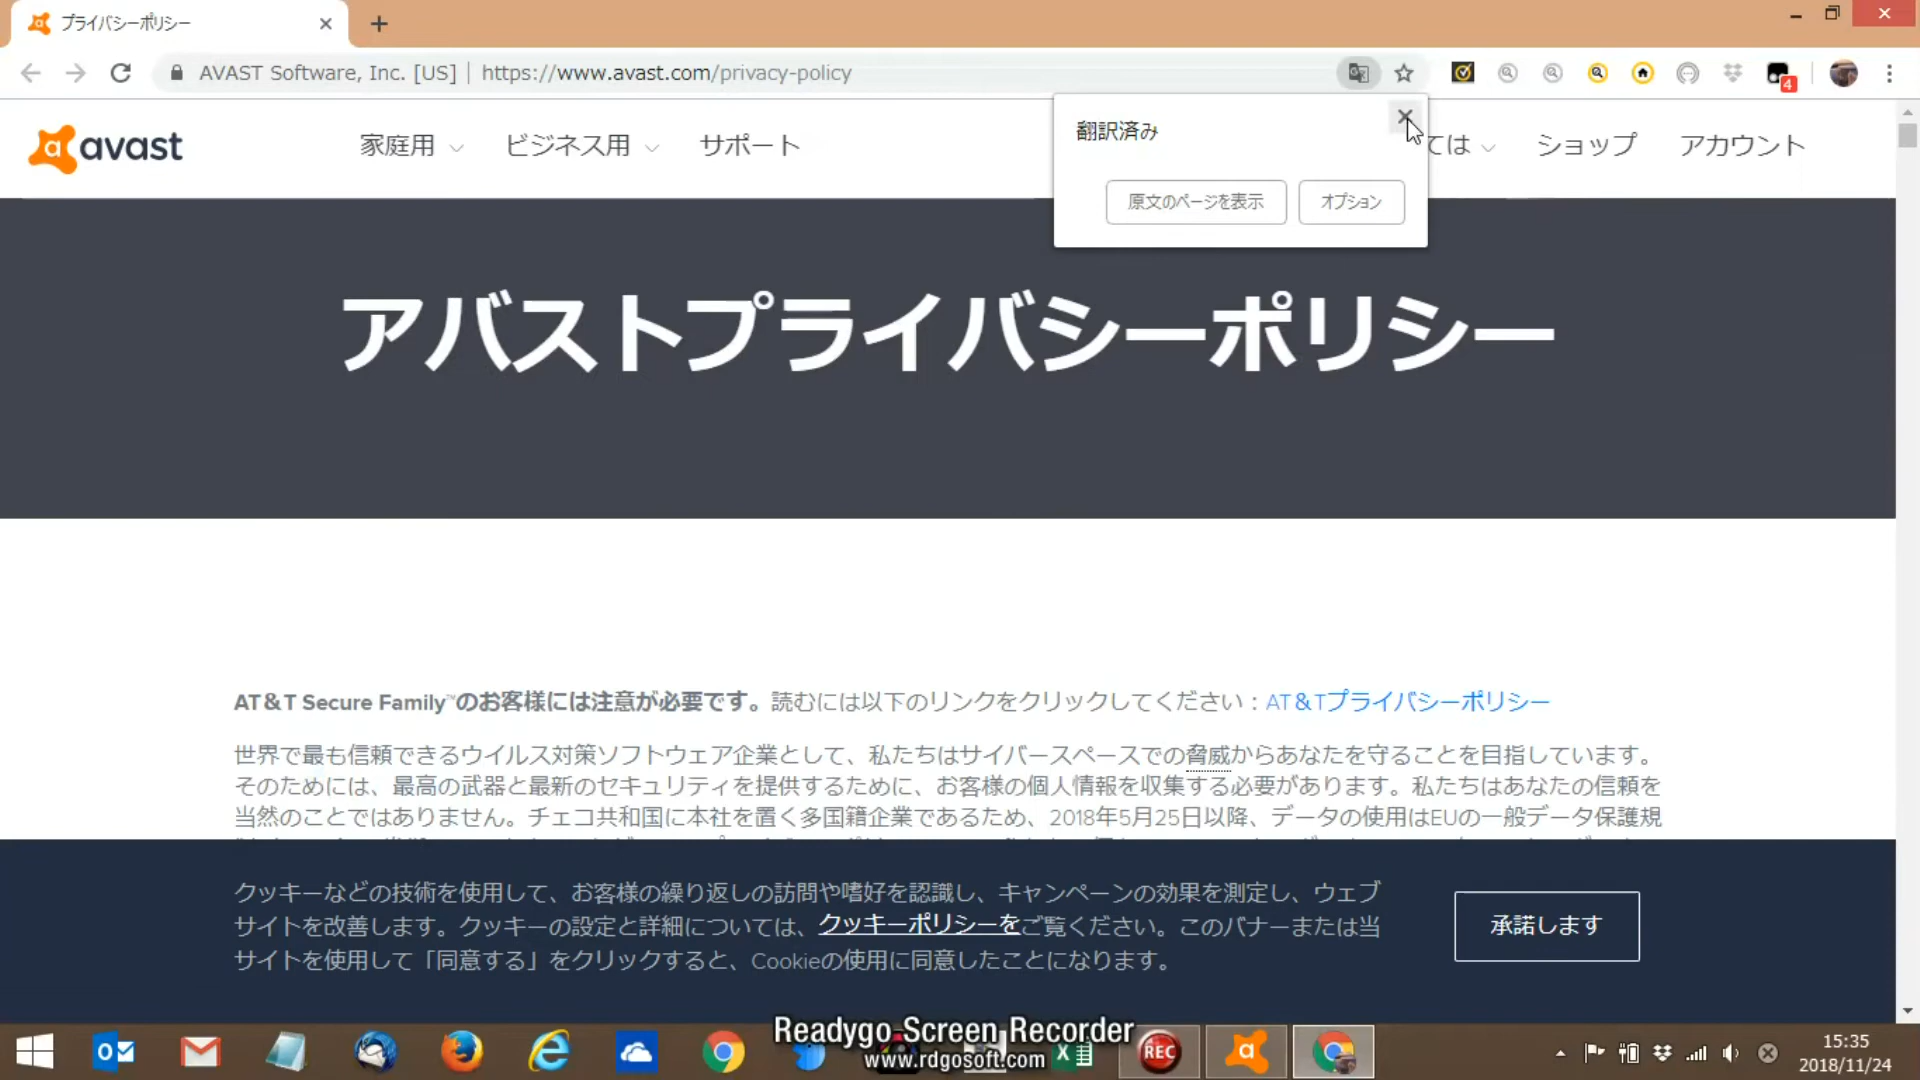 プライバシーポリシー
AVAST Software, Inc. [US] | https://www.avast.com/privacy-policy
4
翻訳済み
原文のページを表示 オプション
avast 家庭用 ビジネス用 サポート ては ショップ アカウント
アバストプライバシーポリシー
AT＆T Secure Family™のお客様には注意が必要です。読むには以下のリンクをクリックしてください：AT＆Tプライバシーポリシー
世界で最も信頼できるウイルス対策ソフトウェア企業として、私たちはサイバースペースでの脅威からあなたを守ることを目指しています。
そのためには、最高の武器と最新のセキュリティを提供するために、お客様の個人情報を収集する必要があります。私たちはあなたの信頼を
当然のことではありません。チェコ共和国に本社を置く多国籍企業であるため、2018年5月25日以降、データの使用はEUの一般データ保護規
クッキーなどの技術を使用して、お客様の繰り返しの訪問や嗜好を認識し、キャンペーンの効果を測定し、ウェブ
サイトを改善します。クッキーの設定と詳細については、クッキーポリシーをご覧ください。このバナーまたは当
サイトを使用して「同意する」をクリックすると、Cookieの使用に同意したことになります。
承諾します
Readygo Screen Recorder
www.rdgosoft.com
REC
15:35
2018/11/24